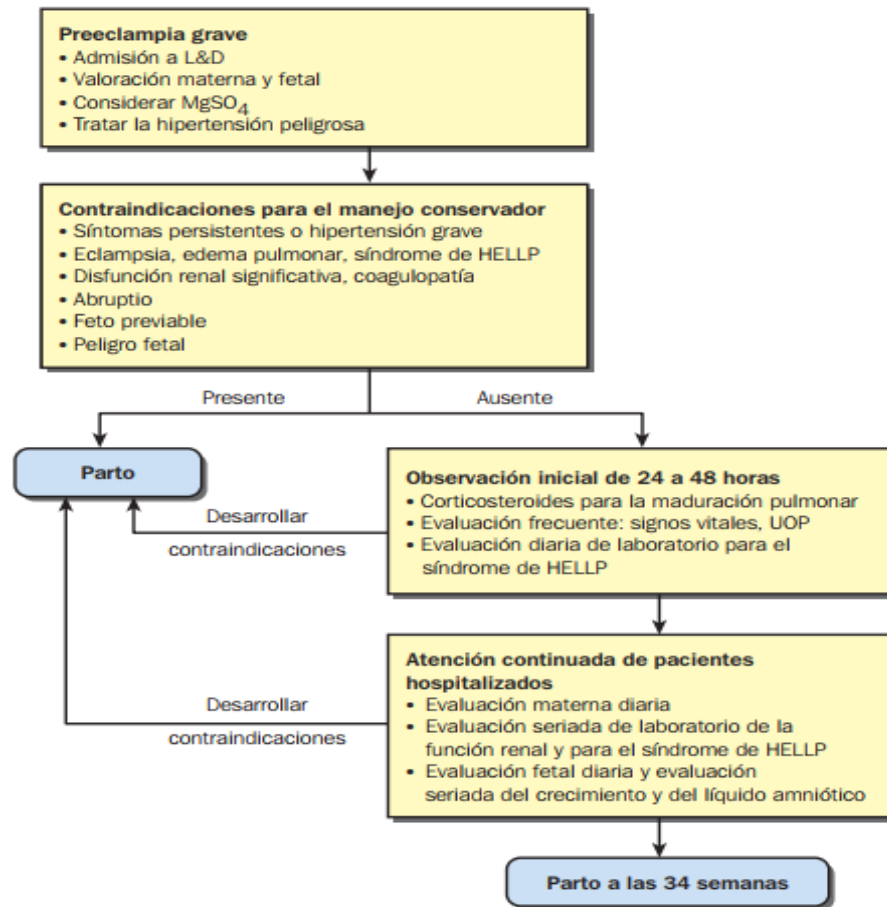 Preeclampia grave
• Admisión a L&D
• Valoración materna y fetal
• Considerar MgSO4
• Tratar la hipertensión peligrosa
Contraindicaciones para el manejo conservador
• Síntomas persistentes o hipertensión grave
• Eclampsia, edema pulmonar, síndrome de HELLP
• Disfunción renal significativa, coagulopatía
• Abruptio
• Feto previable
• Peligro fetal
Presente
Ausente
Parto
Observación inicial de 24 a 48 horas
• Corticosteroides para la maduración pulmonar
• Evaluación frecuente: signos vitales, UOP
• Evaluación diaria de laboratorio para el
síndrome de HELLP
Desarrollar
contraindicaciones
Atención continuada de pacientes
hospitalizados
• Evaluación materna diaria
• Evaluación seriada de laboratorio de la
función renal y para el síndrome de HELLP
• Evaluación fetal diaria y evaluación
seriada del crecimiento y del líquido amniótico
Desarrollar
contraindicaciones
Parto a las 34 semanas